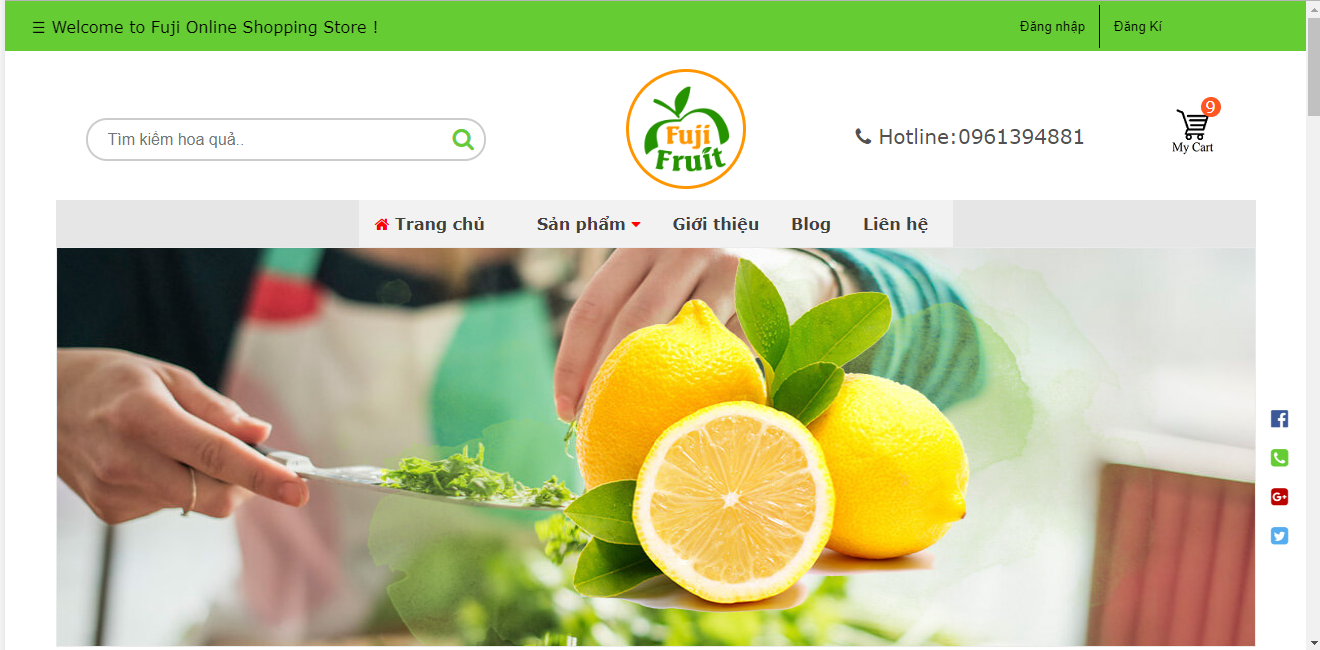 ☰ Welcome to Fuji Online Shopping Store !
Đăng nhập
Đăng Kí
Tìm kiếm hoa quả..
Fuji
Fruit
Hotline:0961394881
9
My Cart
Trang chủ
Sản phẩm
Giới thiệu
Blog
Liên hệ
G+